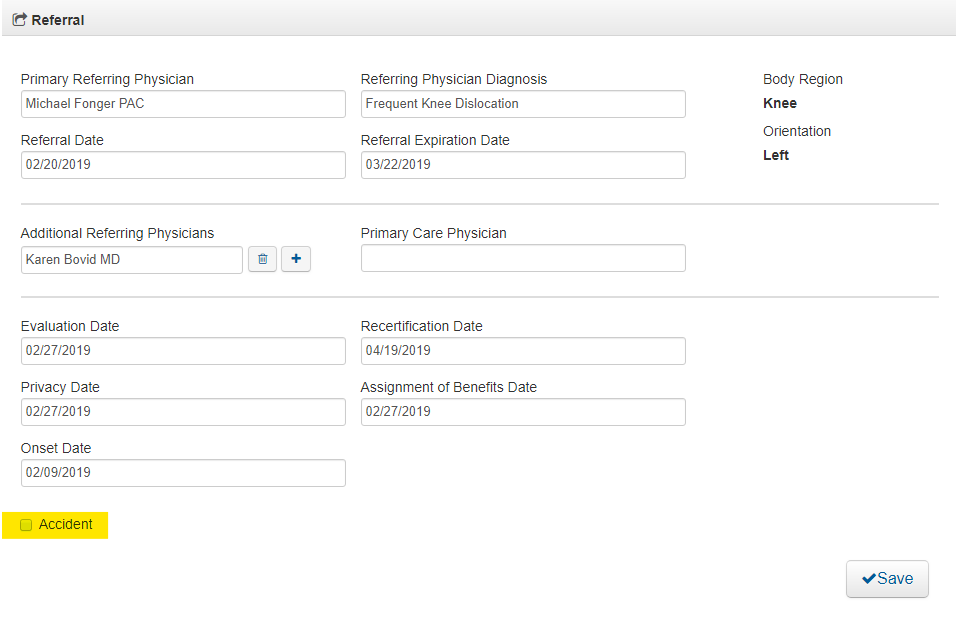 Referral
Primary Referring Physician
Michael Fonger PAC
Referring Physician Diagnosis
Frequent Knee Dislocation
Body Region
Knee
Referral Date
02/20/2019
Referral Expiration Date
03/22/2019
Orientation
Left
Additional Referring Physicians
Karen Bovid MD
Primary Care Physician
Evaluation Date
02/27/2019
Recertification Date
04/19/2019
Privacy Date
02/27/2019
Assignment of Benefits Date
02/27/2019
Onset Date
02/09/2019
Accident
Save